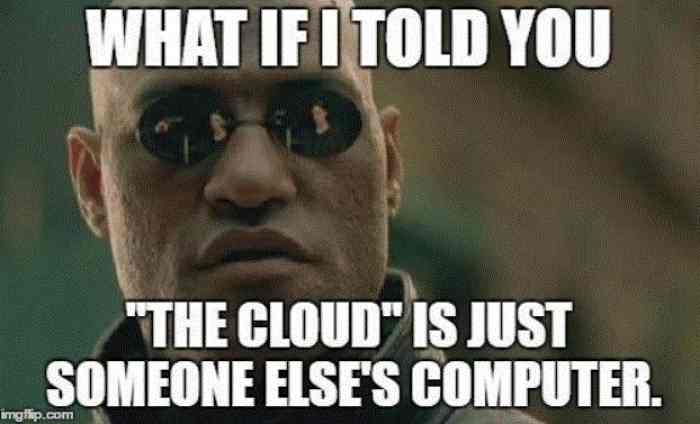 WHAT IF I TOLD YOU
"THE CLOUD" IS JUST
SOMEONE ELSE'S COMPUTER.
imgflip.com